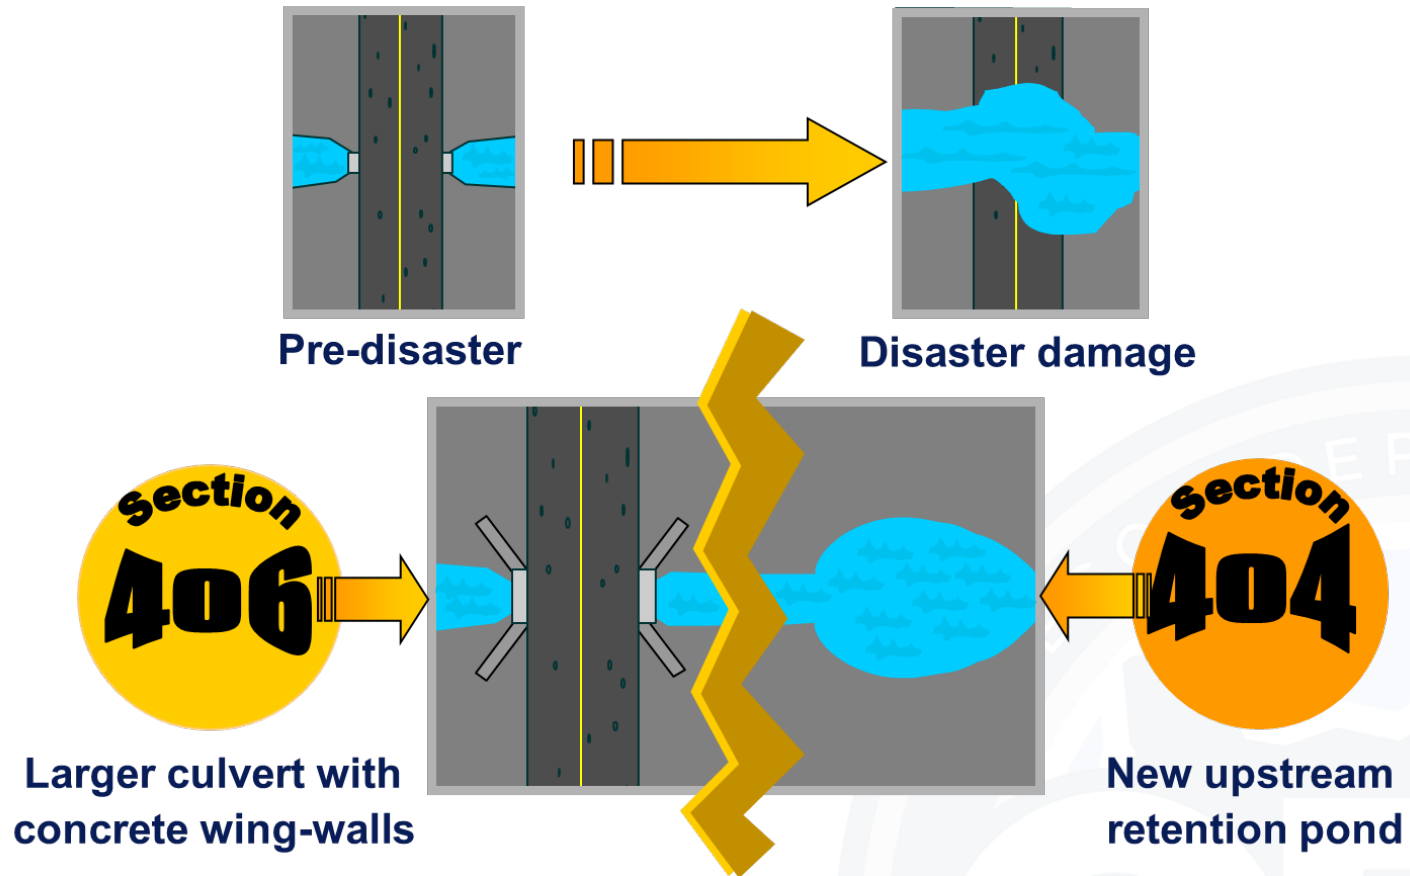 Pre-disaster
Disaster damage
Section
406
Section
404
Larger culvert with
concrete wing-walls
New upstream
retention pond